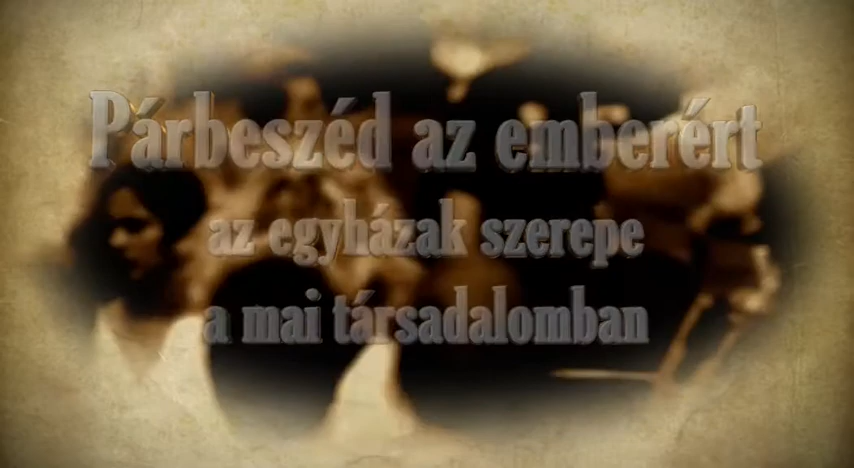 Párbeszéd az emberért
az egyházak szerepe
a mai társadalomban